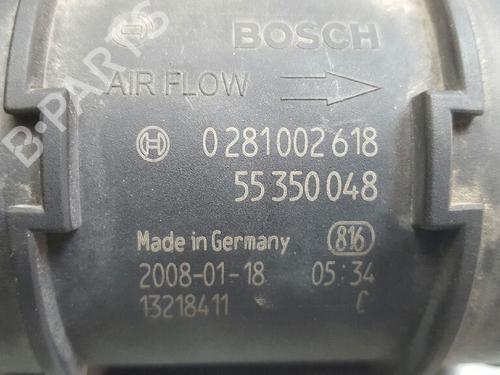 BOSCH
AIR FLOW
B-PARTS
0 281 002 618
55 350 048
Made in Germany 816
2008-01-18 05:34
13218411 C